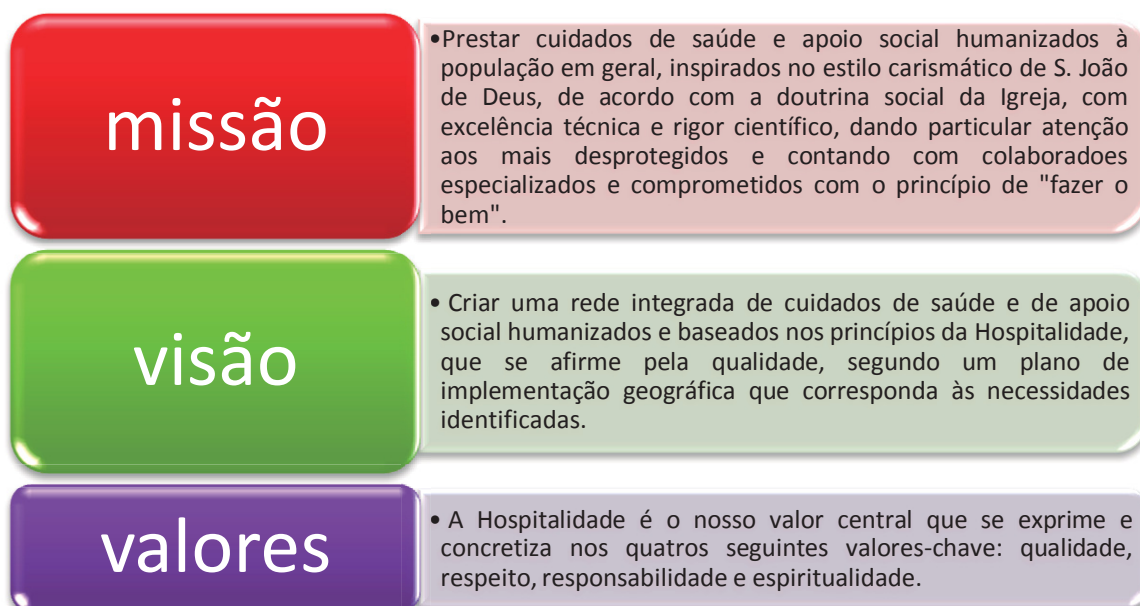 missão
•Prestar cuidados de saúde e apoio social humanizados à
população em geral, inspirados no estilo carismático de S. João
de Deus, de acordo com a doutrina social da Igreja, com
excelência técnica e rigor científico, dando particular atenção
aos mais desprotegidos e contando com colaboradoes
especializados e comprometidos com o princípio de "fazer o
bem".
visão
• Criar uma rede integrada de cuidados de saúde e de apoio
social humanizados e baseados nos princípios da Hospitalidade,
que se afirme pela qualidade, segundo um plano de
implementação geográfica que corresponda às necessidades
identificadas.
valores
• A Hospitalidade é o nosso valor central que se exprime e
concretiza nos quatros seguintes valores-chave: qualidade,
respeito, responsabilidade e espiritualidade.